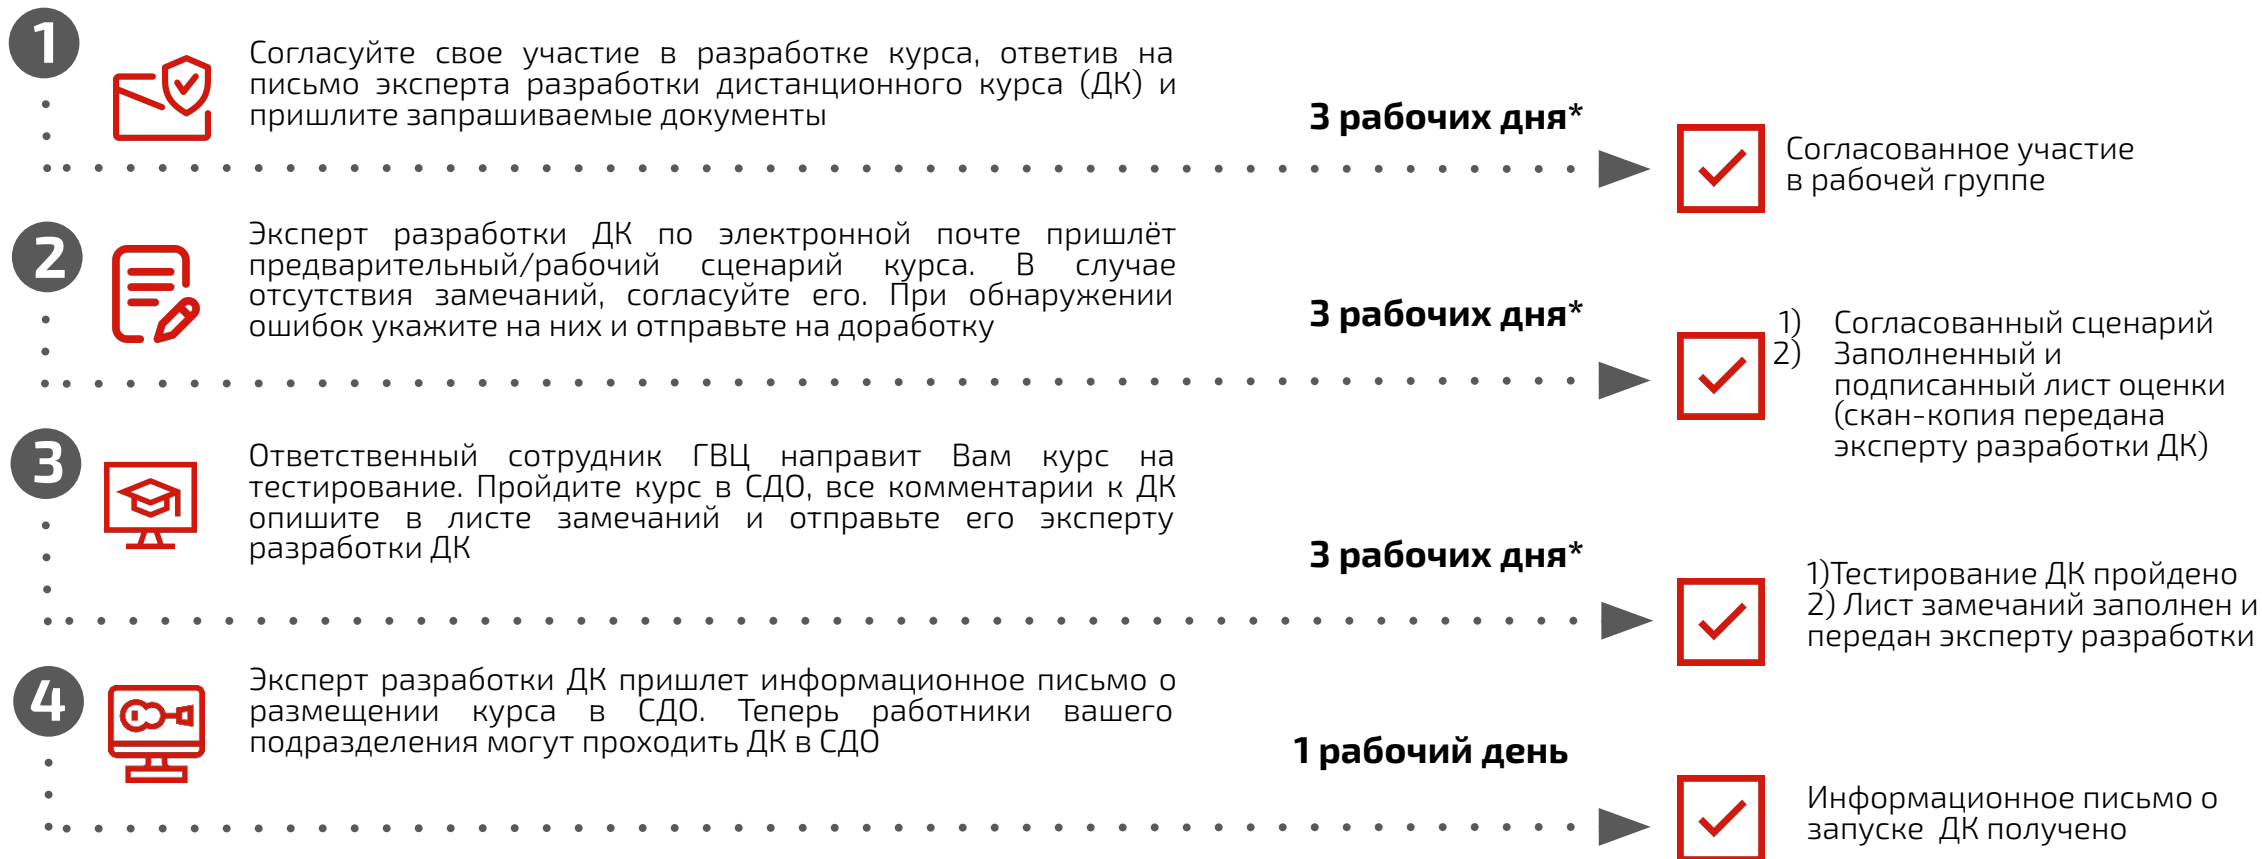 1
Согласуйте свое участие в разработке курса, ответив на
письмо эксперта разработки дистанционного курса (ДК) и
пришлите запрашиваемые документы
3 рабочих дня*
Согласованное участие
в рабочей группе
2
Эксперт разработки ДК по электронной почте пришлёт
предварительный/рабочий сценарий курса. В случае
отсутствия замечаний, согласуйте его. При обнаружении
ошибок укажите на них и отправьте на доработку
3 рабочих дня*
1) Согласованный сценарий
2) Заполненный и
подписанный лист оценки
(скан-копия передана
эксперту разработки ДК)
3
Ответственный сотрудник ГВЦ направит Вам курс на
тестирование. Пройдите курс в СДО, все комментарии к ДК
опишите в листе замечаний и отправьте его эксперту
разработки ДК
3 рабочих дня*
1)Тестирование ДК пройдено
2) Лист замечаний заполнен и
передан эксперту разработки
4
Эксперт разработки ДК пришлет информационное письмо о
размещении курса в СДО. Теперь работники вашего
подразделения могут проходить ДК в СДО
1 рабочий день
Информационное письмо о
запуске ДК получено